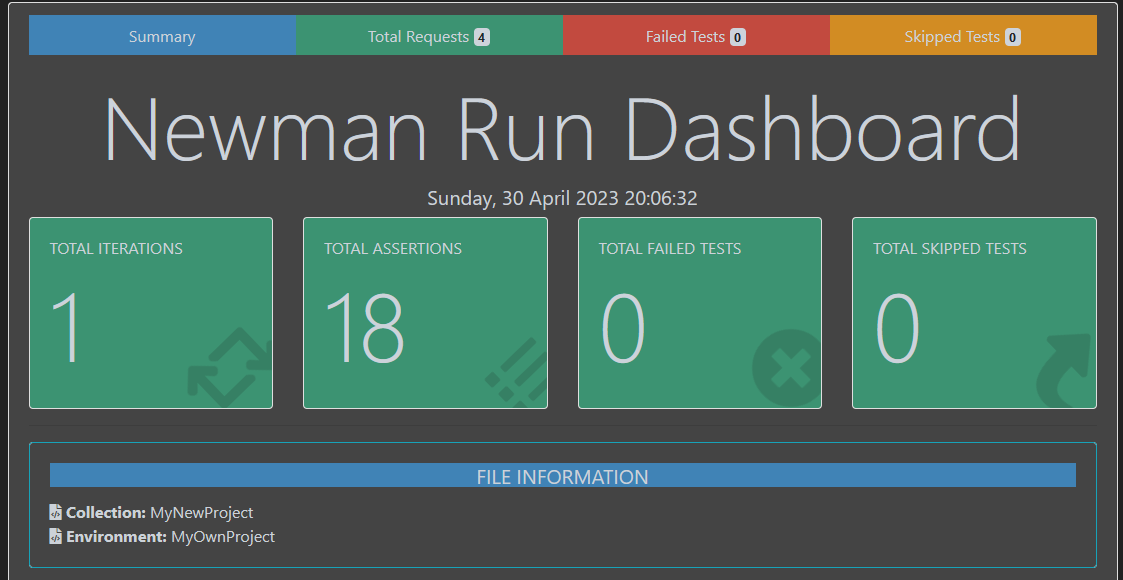 Summary Total Requests 4 Failed Tests 0 Skipped Tests 0
Newman Run Dashboard
Sunday, 30 April 2023 20:06:32
TOTAL ITERATIONS TOTAL ASSERTIONS TOTAL FAILED TESTS TOTAL SKIPPED TESTS
1 18 0 0
FILE INFORMATION
Collection: MyNewProject
Environment: MyOwnProject